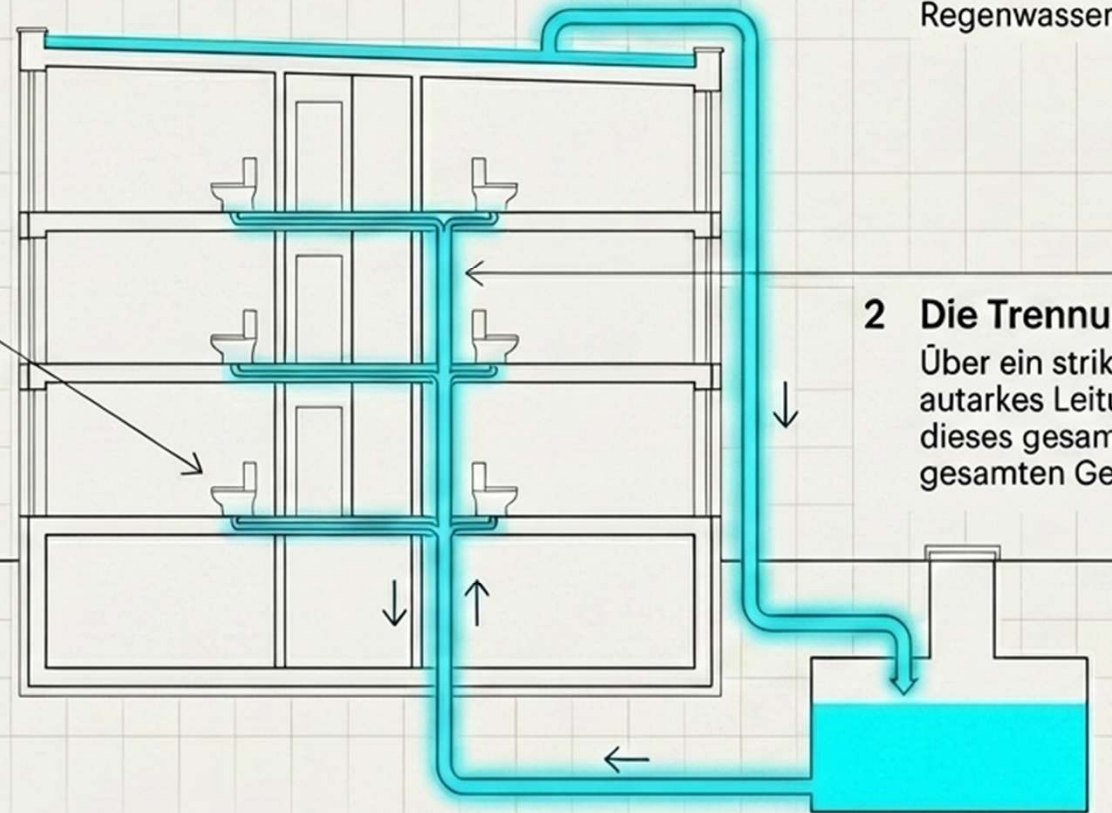 Regenwasser
2 Die Trennu
Über ein strik
autarkes Leitu
dieses gesam
gesamten Ge